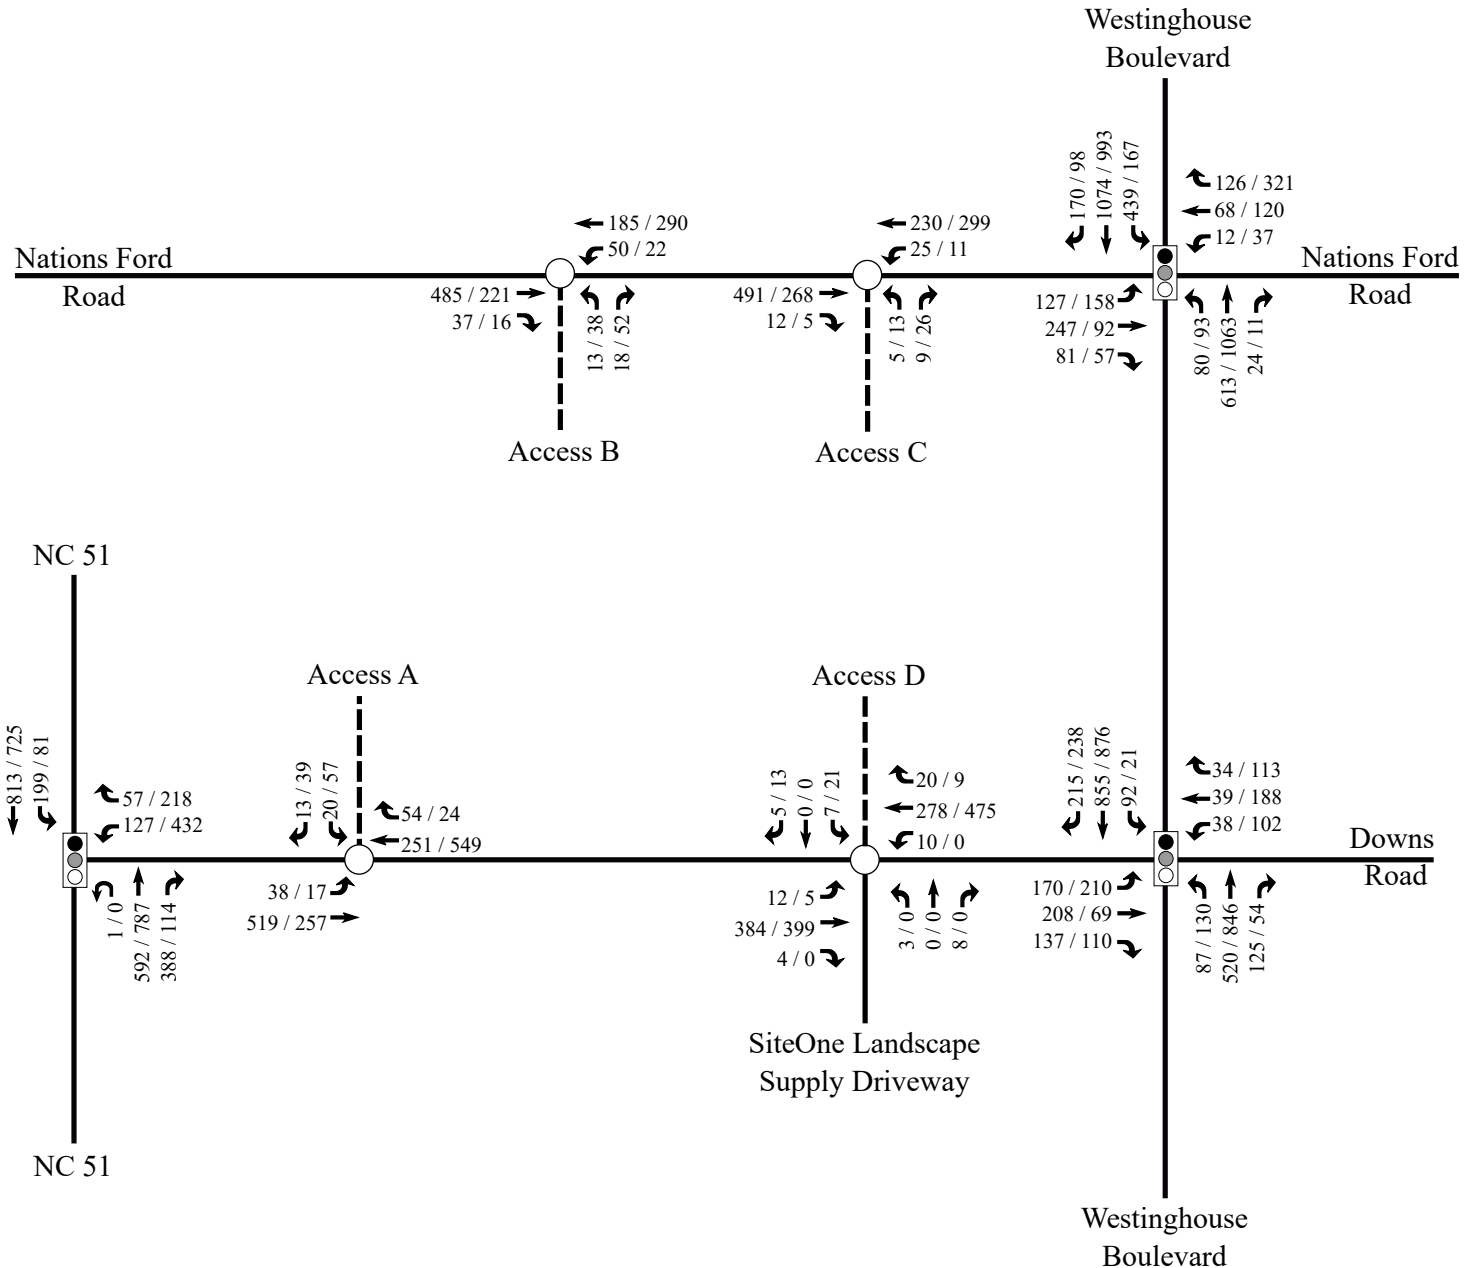 Westinghouse
Boulevard
170 / 98
1074 / 993
439 / 167
126 / 321
68 / 120
12 / 37
185 / 290
50 / 22
230 / 299
25 / 11
Nations Ford
Road
Nations Ford
Road
485 / 221
37 / 16
13 / 38
18 / 52
491 / 268
12 / 5
5 / 13
9 / 26
127 / 158
247 / 92
81 / 57
80 / 93
613 / 1063
24 / 11
Access B
Access C
NC 51
Access A
Access D
813 / 725
199 / 81
57 / 218
127 / 432
13 / 39
20 / 57
54 / 24
251 / 549
5 / 13
0 / 0
7 / 21
20 / 9
278 / 475
10 / 0
215 / 238
855 / 876
92 / 21
34 / 113
39 / 188
38 / 102
Downs
Road
1 / 0
592 / 787
388 / 114
38 / 17
519 / 257
12 / 5
384 / 399
4 / 0
3 / 0
0 / 0
8 / 0
170 / 210
208 / 69
137 / 110
87 / 130
520 / 846
125 / 54
SiteOne Landscape
Supply Driveway
NC 51
Westinghouse
Boulevard